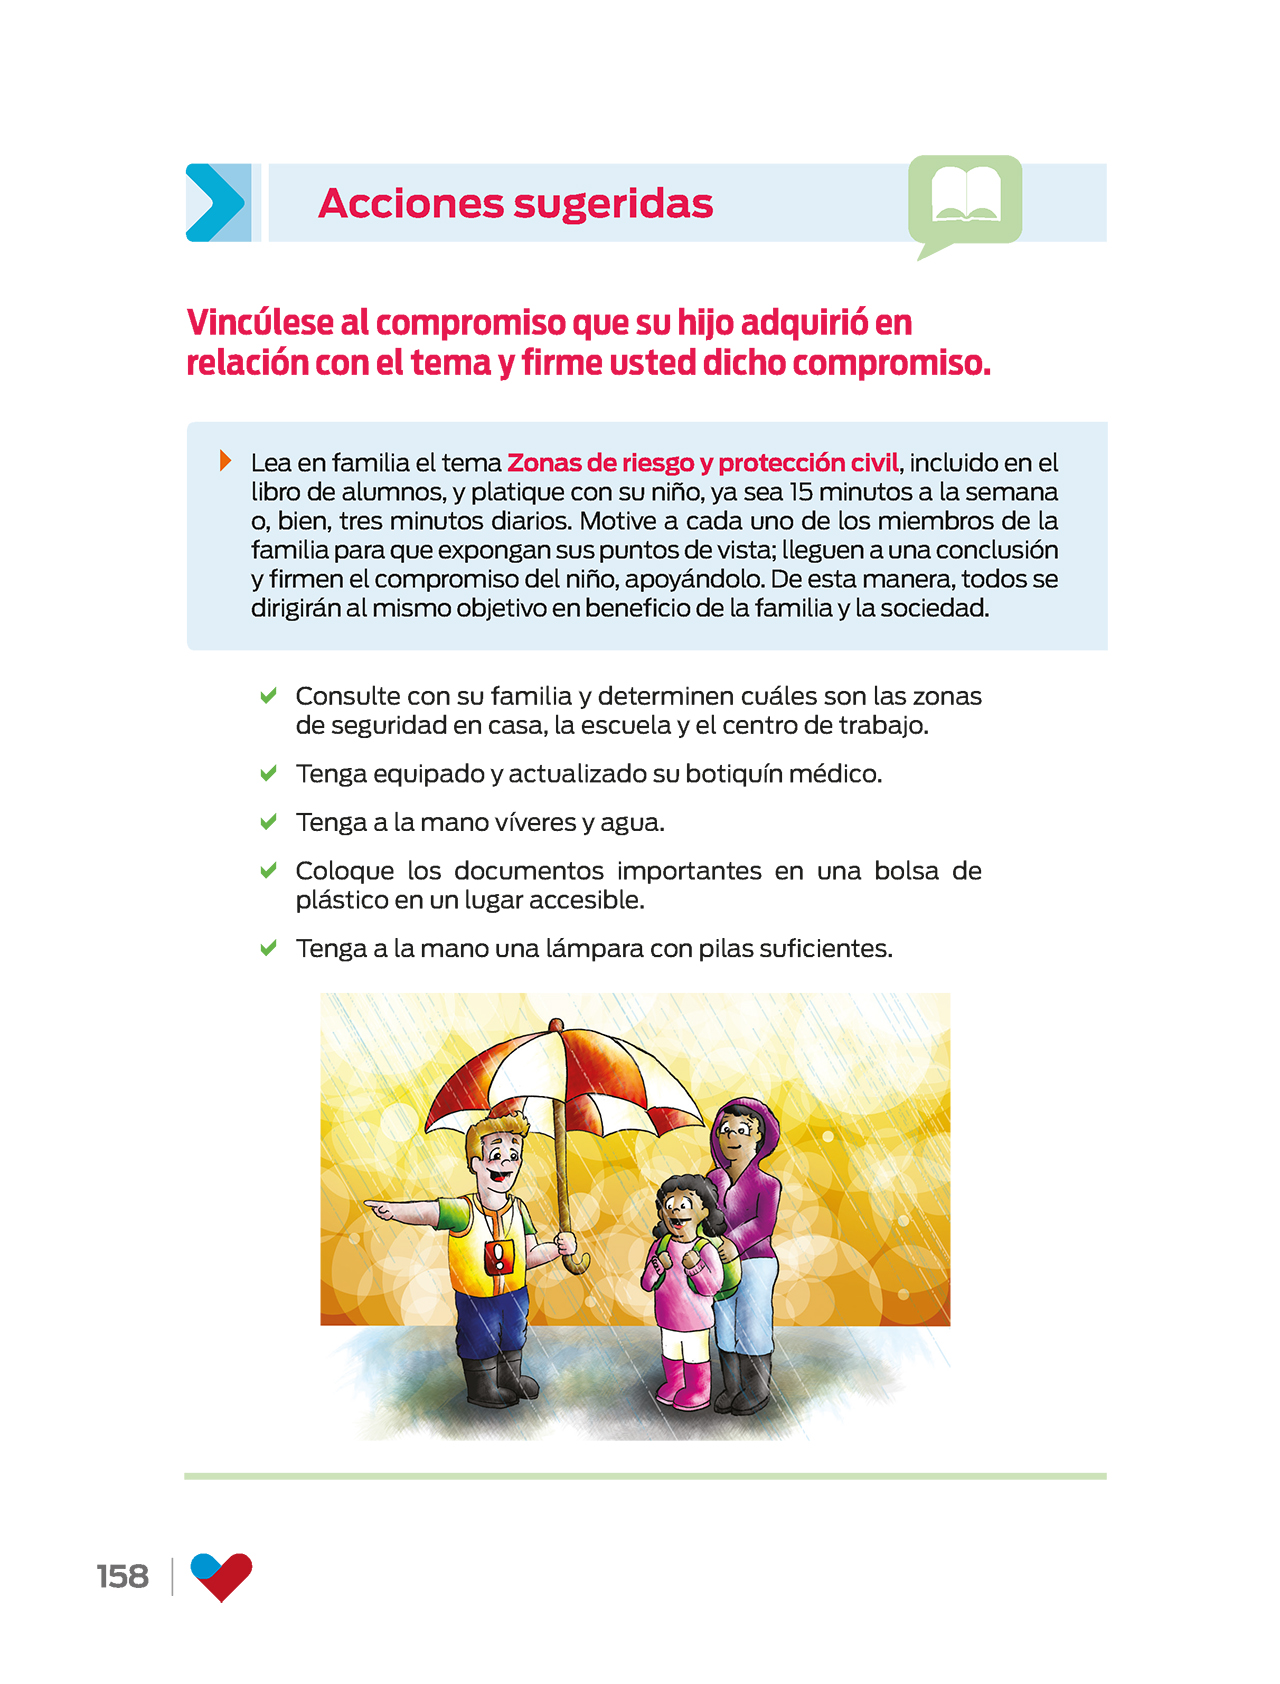 Acciones sugeridas
Vincúlese al compromiso que su hijo adquirió en
relación con el tema y firme usted dicho compromiso.
Lea en familia el tema Zonas de riesgo y protección civil, incluido en el
libro de alumnos, y platique con su niño, ya sea 15 minutos a la semana
o, bien, tres minutos diarios. Motive a cada uno de los miembros de la
familia para que expongan sus puntos de vista; lleguen a una conclusión
y firmen el compromiso del niño, apoyándolo. De esta manera, todos se
dirigirán al mismo objetivo en beneficio de la familia y la sociedad.
Consulte con su familia y determinen cuáles son las zonas
de seguridad en casa, la escuela y el centro de trabajo.
Tenga equipado y actualizado su botiquín médico.
Tenga a la mano víveres y agua.
Coloque los documentos importantes en una bolsa de
plástico en un lugar accesible.
Tenga a la mano una lámpara con pilas suficientes.
!
158